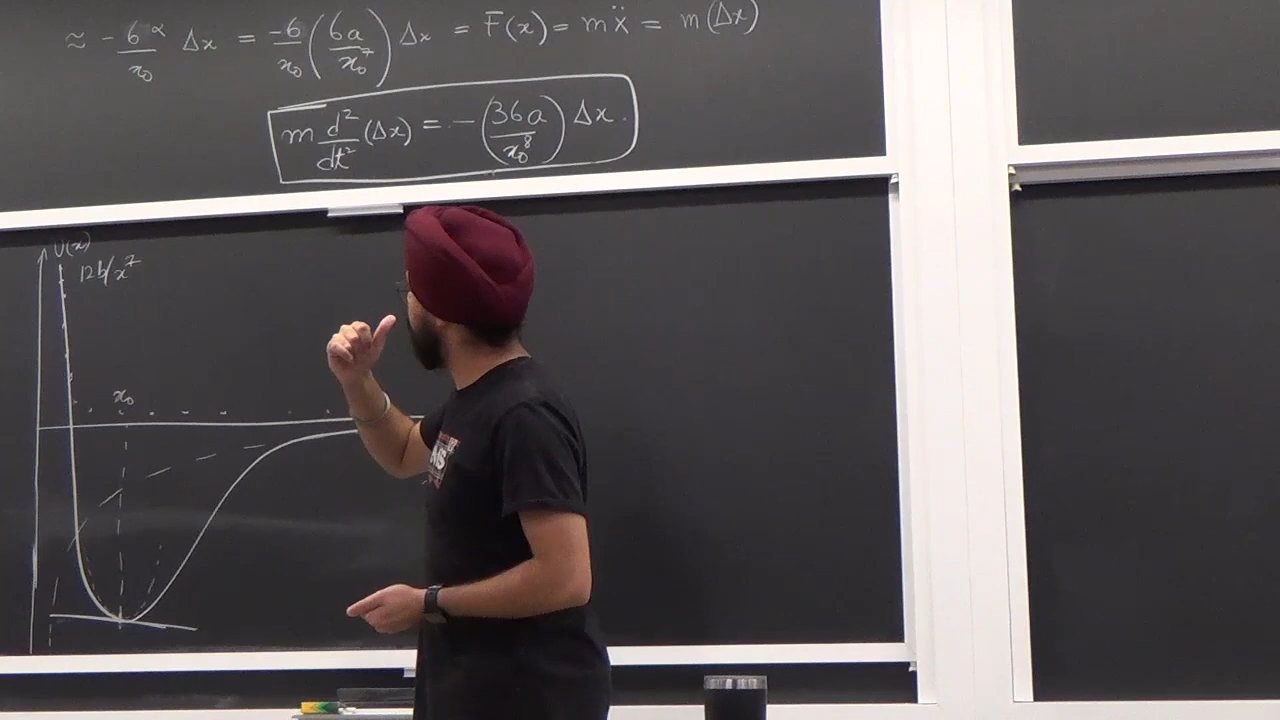 ≈ - 6α/x₀ Δx = -6/x₀ (6a/x₀⁷) Δx = F(x) = mẍ = m(Δẍ)
m d²/dt² (Δx) = - (36a/x₀⁸) Δx.
U(x)
12b/x⁷
x₀